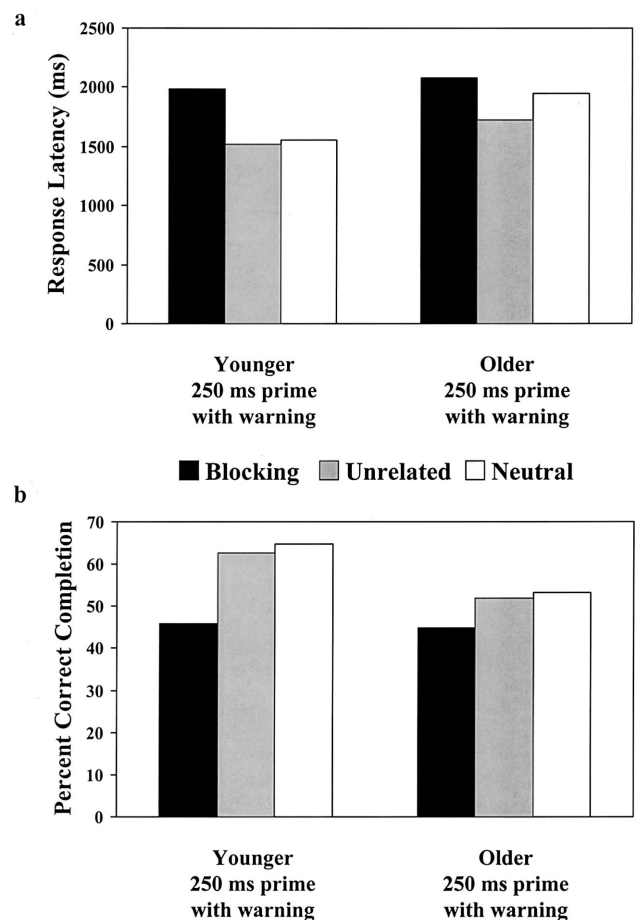 a
Response Latency (ms)
2500
2000
1500
1000
500
0
Younger
250 ms prime
with warning
Older
250 ms prime
with warning
Blocking Unrelated Neutral
b
Percent Correct Completion
70
60
50
40
30
20
10
0
Younger
250 ms prime
with warning
Older
250 ms prime
with warning